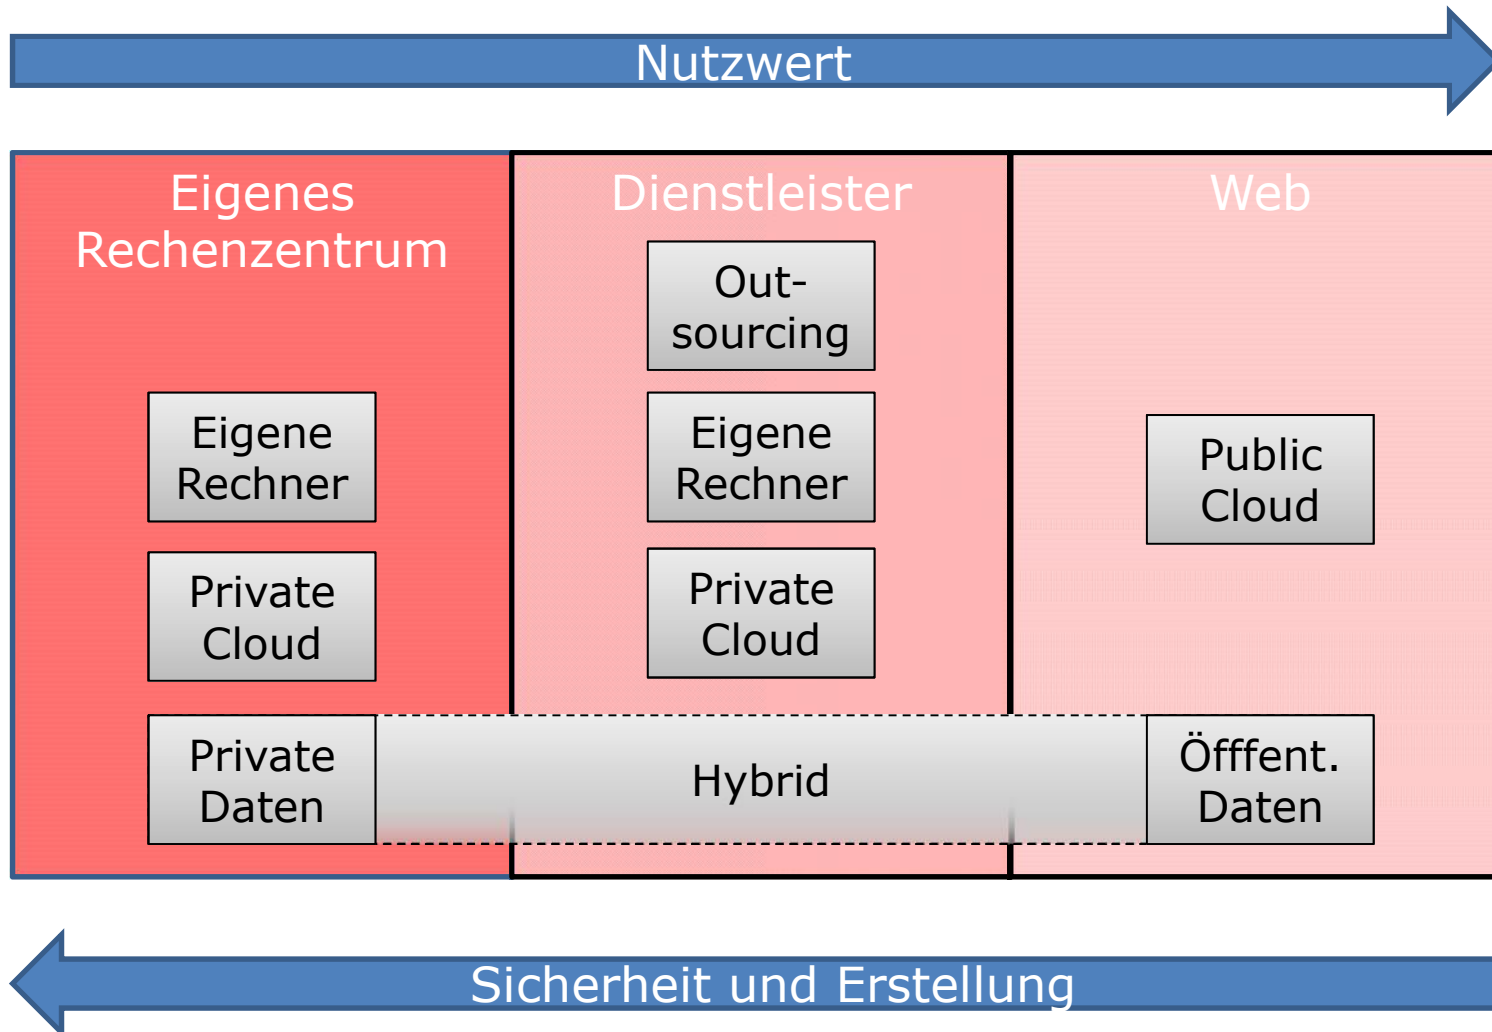 Nutzwert
Eigenes
Rechenzentrum
Eigene
Rechner
Private
Cloud
Private
Daten
Dienstleister
Out-
sourcing
Eigene
Rechner
Private
Cloud
Hybrid
Web
Public
Cloud
Öfffent.
Daten
Sicherheit und Erstellung